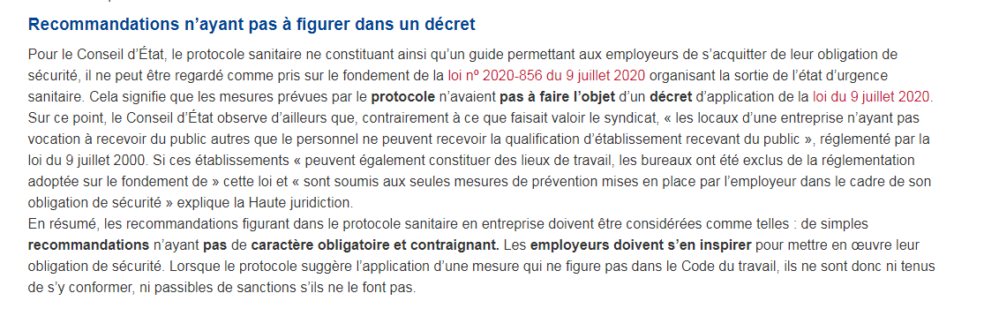 Recommandations n’ayant pas à figurer dans un décret
Pour le Conseil d’État, le protocole sanitaire ne constituant ainsi qu’un guide permettant aux employeurs de s’acquitter de leur obligation de
sécurité, il ne peut être regardé comme pris sur le fondement de la loi nº 2020-856 du 9 juillet 2020 organisant la sortie de l’état d’urgence
sanitaire. Cela signifie que les mesures prévues par le protocole n’avaient pas à faire l’objet d’un décret d’application de la loi du 9 juillet 2020.
Sur ce point, le Conseil d’État observe d’ailleurs que, contrairement à ce que faisait valoir le syndicat, « les locaux d’une entreprise n’ayant pas
vocation à recevoir du public autres que le personnel ne peuvent recevoir la qualification d’établissement recevant du public », réglementé par la
loi du 9 juillet 2000. Si ces établissements « peuvent également constituer des lieux de travail, les bureaux ont été exclus de la réglementation
adoptée sur le fondement de » cette loi et « sont soumis aux seules mesures de prévention mises en place par l’employeur dans le cadre de son
obligation de sécurité » explique la Haute juridiction.
En résumé, les recommandations figurant dans le protocole sanitaire en entreprise doivent être considérées comme telles : de simples
recommandations n’ayant pas de caractère obligatoire et contraignant. Les employeurs doivent s’en inspirer pour mettre en œuvre leur
obligation de sécurité. Lorsque le protocole suggère l’application d’une mesure qui ne figure pas dans le Code du travail, ils ne sont donc ni tenus
de s’y conformer, ni passibles de sanctions s’ils ne le font pas.